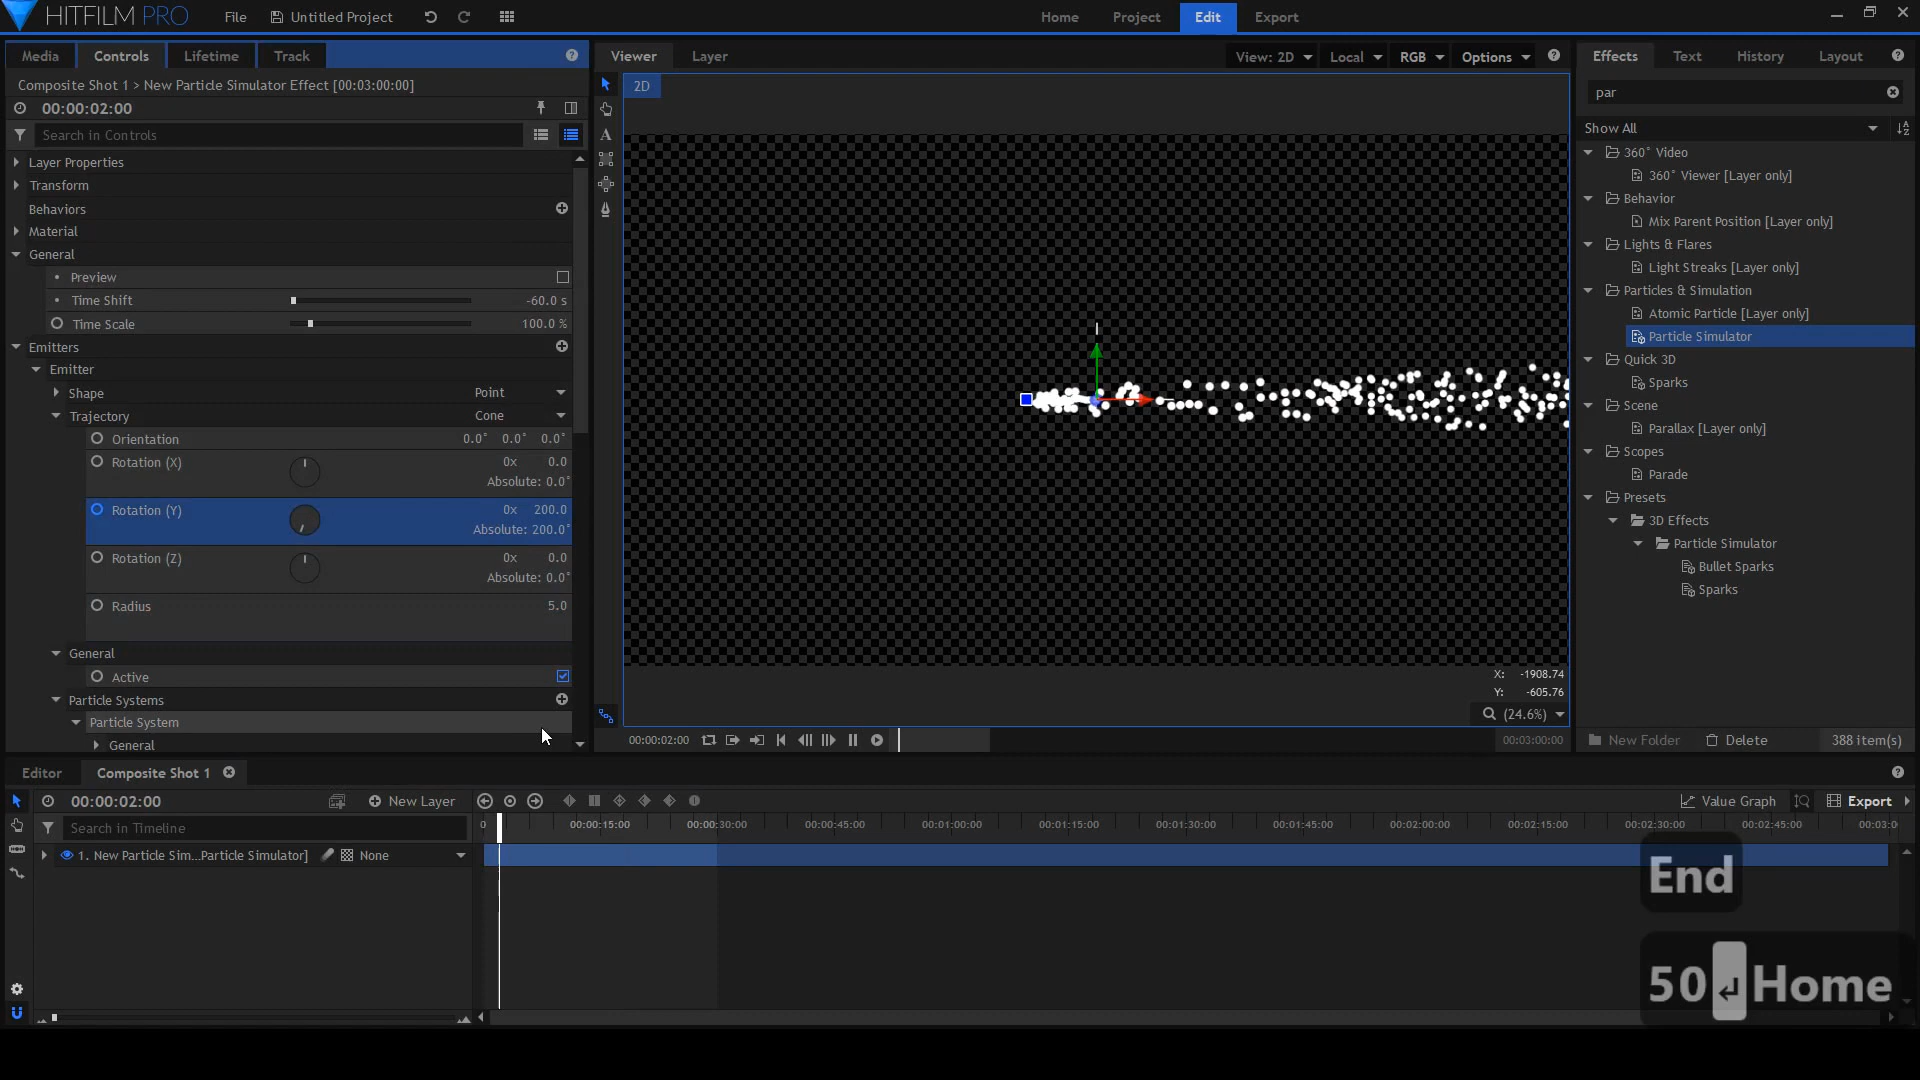 HITFILM PRO
File
Untitled Project
Home
Project
Edit
Export
Media
Controls
Lifetime
Track
Composite Shot 1 > New Particle Simulator Effect [00:03:00:00]
00:00:02:00
Search in Controls
Layer Properties
Transform
Behaviors
Material
General
Preview
Time Shift
-60.0 s
Time Scale
100.0 %
Emitters
Emitter
Shape
Point
Trajectory
Cone
Orientation
0.0° 0.0° 0.0°
Rotation (X)
0x 0.0
Absolute: 0.0°
Rotation (Y)
0x 200.0
Absolute: 200.0°
Rotation (Z)
0x 0.0
Absolute: 0.0°
Radius
5.0
General
Active
Particle Systems
Particle System
General
Viewer
Layer
View: 2D
Local
RGB
Options
2D
X: -1908.74
Y: -605.76
(24.6%)
00:00:02:00
00:03:00:00
Effects
Text
History
Layout
par
Show All
360° Video
360° Viewer [Layer only]
Behavior
Mix Parent Position [Layer only]
Lights & Flares
Light Streaks [Layer only]
Particles & Simulation
Atomic Particle [Layer only]
Particle Simulator
Quick 3D
Sparks
Scene
Parallax [Layer only]
Scopes
Parade
Presets
3D Effects
Particle Simulator
Bullet Sparks
Sparks
New Folder
Delete
388 item(s)
Editor
Composite Shot 1
00:00:02:00
New Layer
Value Graph
Export
Search in Timeline
0
00:00:15:00
00:00:30:00
00:00:45:00
00:01:00:00
00:01:15:00
00:01:30:00
00:01:45:00
00:02:00:00
00:02:15:00
00:02:30:00
00:02:45:00
00:03:0
1. New Particle Sim...Particle Simulator]
None
End
50↵Home